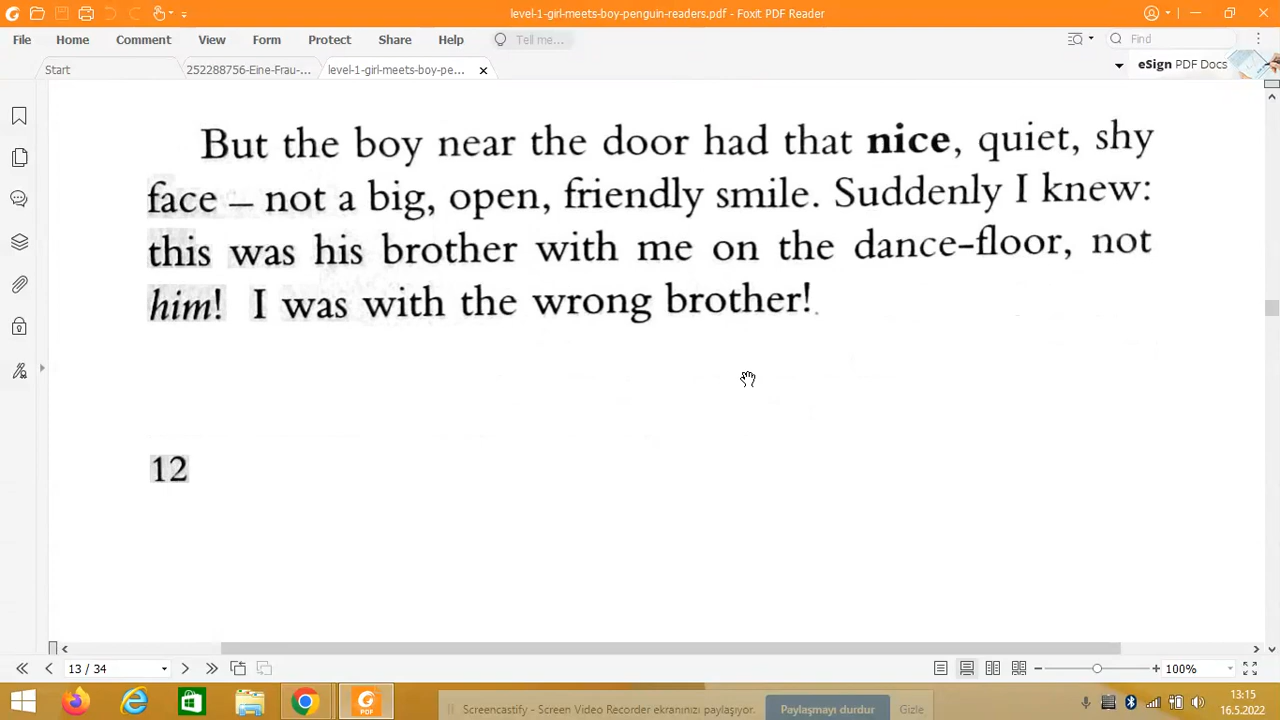 level-1-girl-meets-boy-penguin-readers.pdf - Foxit PDF Reader
File Home Comment View Form Protect Share Help Tell me... Find
Start 252288756-Eine-Frau-... level-1-girl-meets-boy-pe... eSign PDF Docs
But the boy near the door had that nice, quiet, shy
face – not a big, open, friendly smile. Suddenly I knew:
this was his brother with me on the dance-floor, not
him! I was with the wrong brother!
12
13 / 34 100%
Screencastify - Screen Video Recorder ekranınızı paylaşıyor. Paylaşmayı durdur Gizle
13:15
16.5.2022